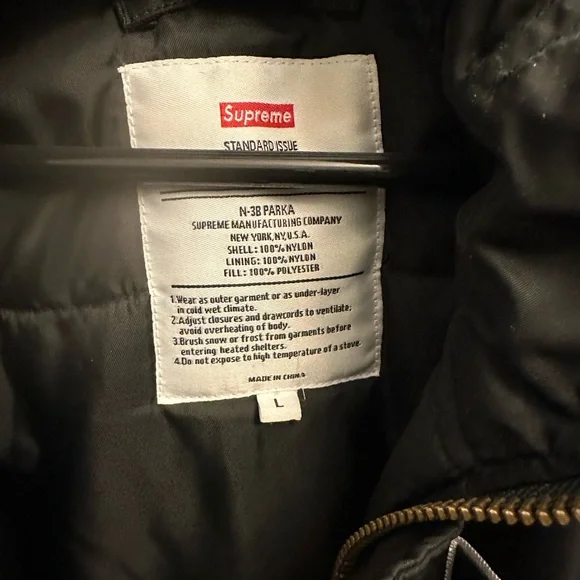 Supreme
STANDARD ISSUE
N-3B PARKA
SUPREME MANUFACTURING COMPANY
NEW YORK,NY,U.S.A.
SHELL: 100% NYLON
LINING: 100% NYLON
FILL: 100% POLYESTER
1.Wear as outer garment or as under-layer
in cold wet climate.
2.Adjust closures and drawcords to ventilate;
avoid overheating of body.
3.Brush snow or frost from garments before
entering heated shelters.
4.Do not expose to high temperature of a stove.
MADE IN CHINA
L